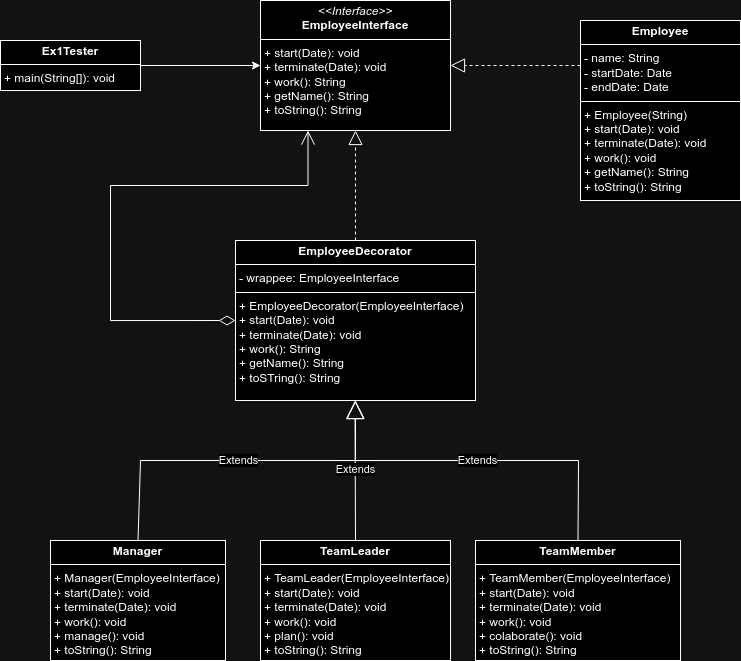 <<Interface>>
EmployeeInterface
+ start(Date): void
+ terminate(Date): void
+ work(): String
+ getName(): String
+ toString(): String
Ex1Tester
+ main(String[]): void
Employee
- name: String
- startDate: Date
- endDate: Date
+ Employee(String)
+ start(Date): void
+ terminate(Date): void
+ work(): void
+ getName(): String
+ toString(): String
EmployeeDecorator
- wrappee: EmployeeInterface
+ EmployeeDecorator(EmployeeInterface)
+ start(Date): void
+ terminate(Date): void
+ work(): String
+ getName(): String
+ toSTring(): String
Extends
Extends
Extends
Manager
+ Manager(EmployeeInterface)
+ start(Date): void
+ terminate(Date): void
+ work(): void
+ manage(): void
+ toString(): String
TeamLeader
+ TeamLeader(EmployeeInterface)
+ start(Date): void
+ terminate(Date): void
+ work(): void
+ plan(): void
+ toString(): String
TeamMember
+ TeamMember(EmployeeInterface)
+ start(Date): void
+ terminate(Date): void
+ work(): void
+ colaborate(): void
+ toString(): String